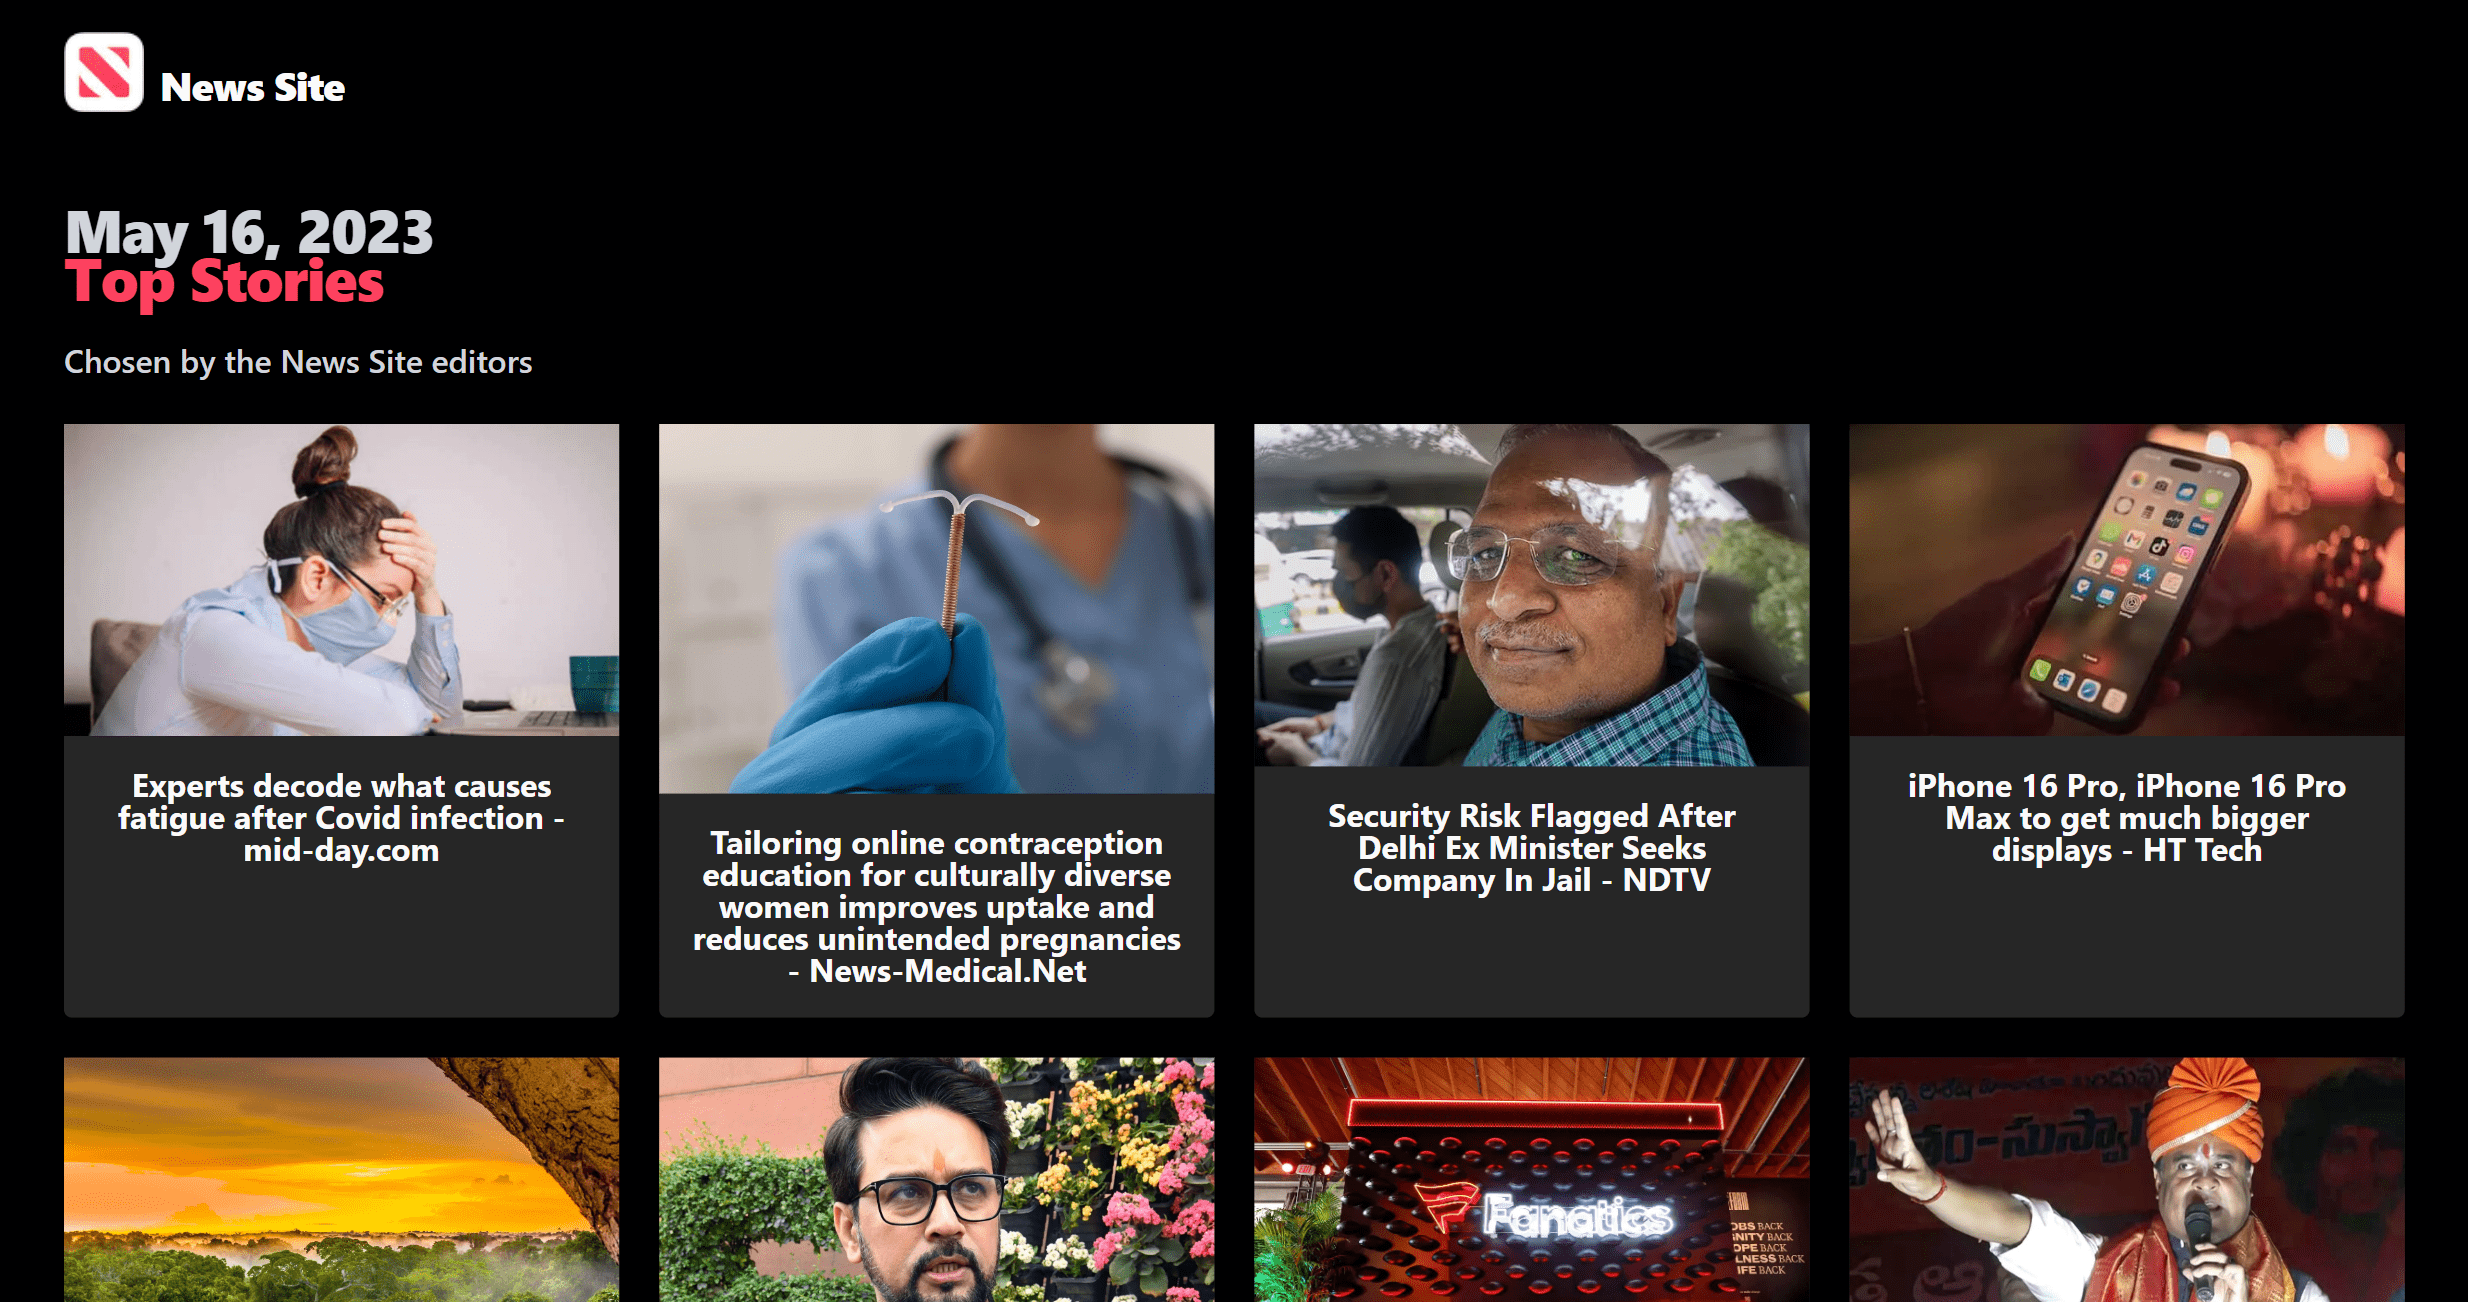 News Site
May 16, 2023
Top Stories
Chosen by the News Site editors
Experts decode what causes
fatigue after Covid infection -
mid-day.com
Tailoring online contraception
education for culturally diverse
women improves uptake and
reduces unintended pregnancies
- News-Medical.Net
Security Risk Flagged After
Delhi Ex Minister Seeks
Company In Jail - NDTV
iPhone 16 Pro, iPhone 16 Pro
Max to get much bigger
displays - HT Tech
Fanatics
OBS BACK
NITY BACK
OPE BACK
LLNESS BACK
IFE BACK